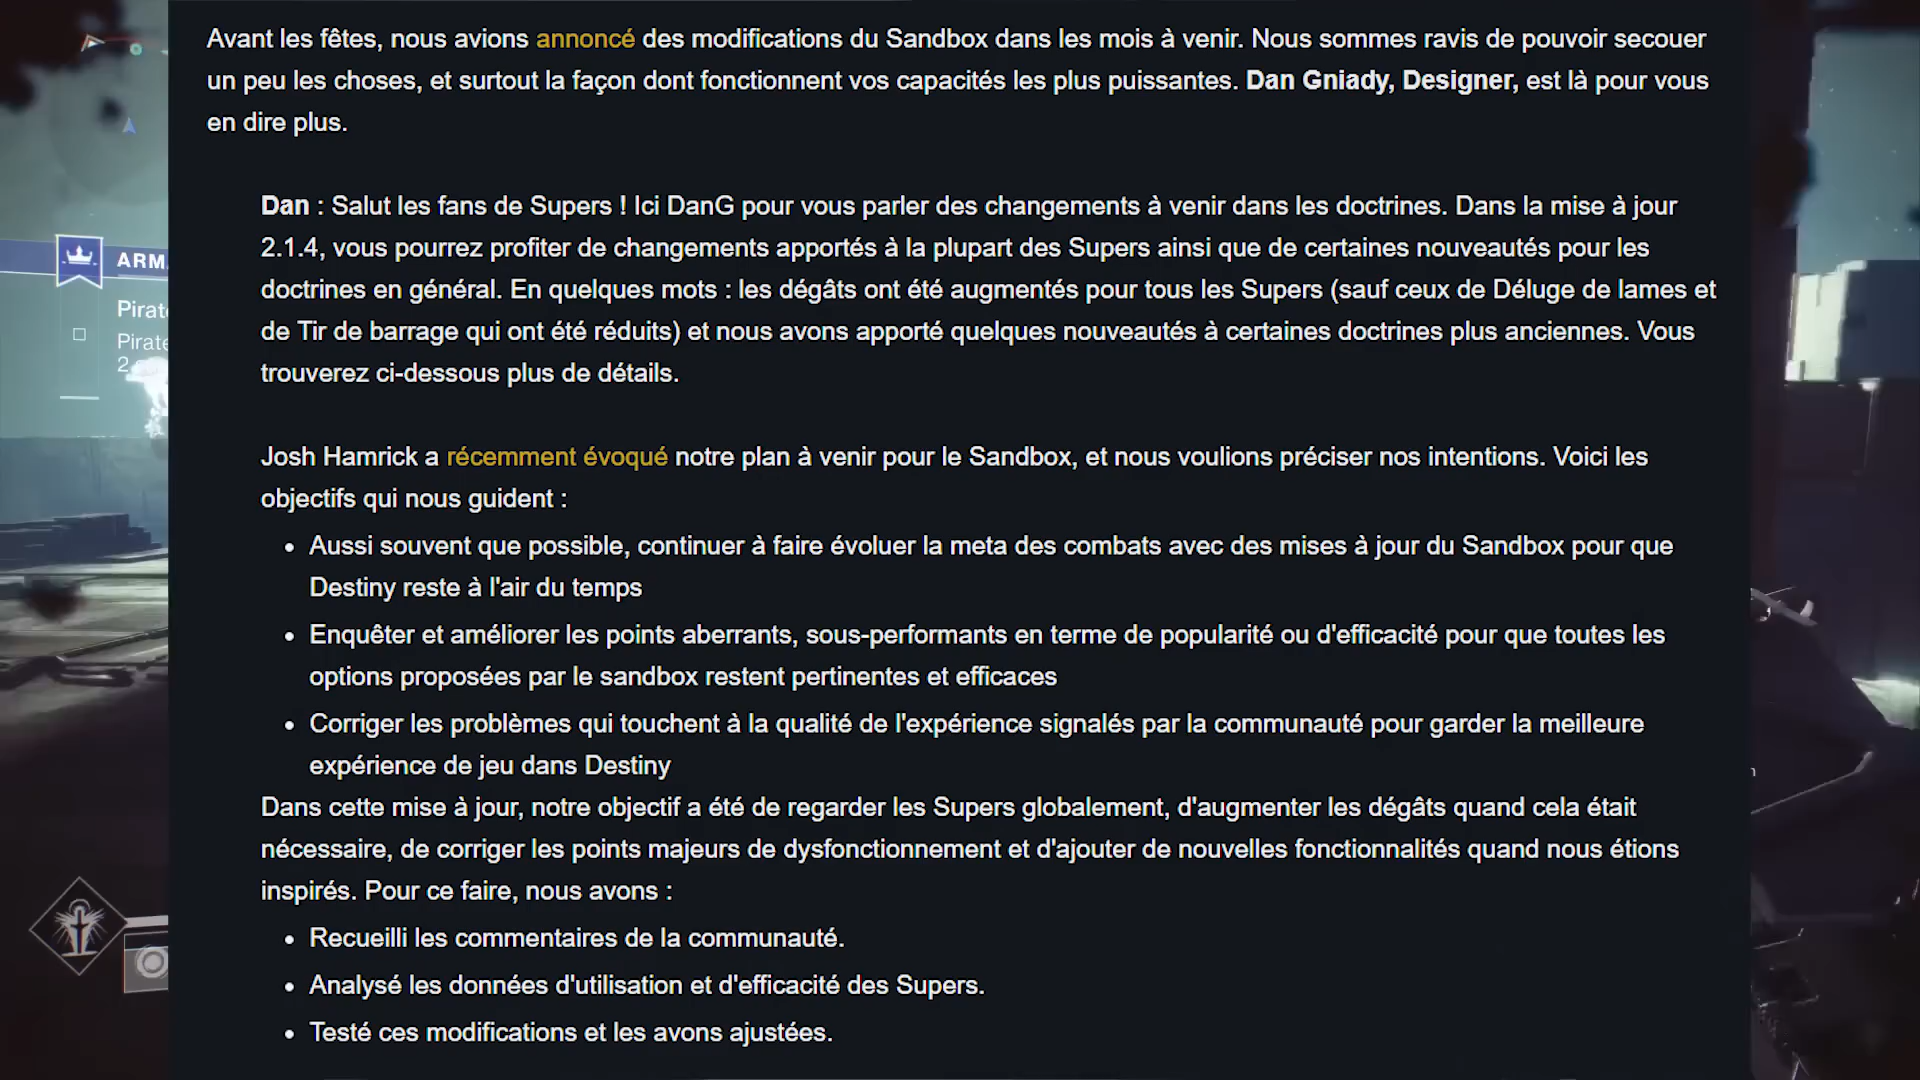 Avant les fêtes, nous avions annoncé des modifications du Sandbox dans les mois à venir. Nous sommes ravis de pouvoir secouer
un peu les choses, et surtout la façon dont fonctionnent vos capacités les plus puissantes. Dan Gniady, Designer, est là pour vous
en dire plus.
Dan : Salut les fans de Supers ! Ici DanG pour vous parler des changements à venir dans les doctrines. Dans la mise à jour
2.1.4, vous pourrez profiter de changements apportés à la plupart des Supers ainsi que de certaines nouveautés pour les
doctrines en général. En quelques mots : les dégâts ont été augmentés pour tous les Supers (sauf ceux de Déluge de lames et
de Tir de barrage qui ont été réduits) et nous avons apporté quelques nouveautés à certaines doctrines plus anciennes. Vous
trouverez ci-dessous plus de détails.
Josh Hamrick a récemment évoqué notre plan à venir pour le Sandbox, et nous voulions préciser nos intentions. Voici les
objectifs qui nous guident :
• Aussi souvent que possible, continuer à faire évoluer la meta des combats avec des mises à jour du Sandbox pour que
Destiny reste à l'air du temps
• Enquêter et améliorer les points aberrants, sous-performants en terme de popularité ou d'efficacité pour que toutes les
options proposées par le sandbox restent pertinentes et efficaces
• Corriger les problèmes qui touchent à la qualité de l'expérience signalés par la communauté pour garder la meilleure
expérience de jeu dans Destiny
Dans cette mise à jour, notre objectif a été de regarder les Supers globalement, d'augmenter les dégâts quand cela était
nécessaire, de corriger les points majeurs de dysfonctionnement et d'ajouter de nouvelles fonctionnalités quand nous étions
inspirés. Pour ce faire, nous avons :
• Recueilli les commentaires de la communauté.
• Analysé les données d'utilisation et d'efficacité des Supers.
• Testé ces modifications et les avons ajustées.
ARM
Pirate
Pirate
2